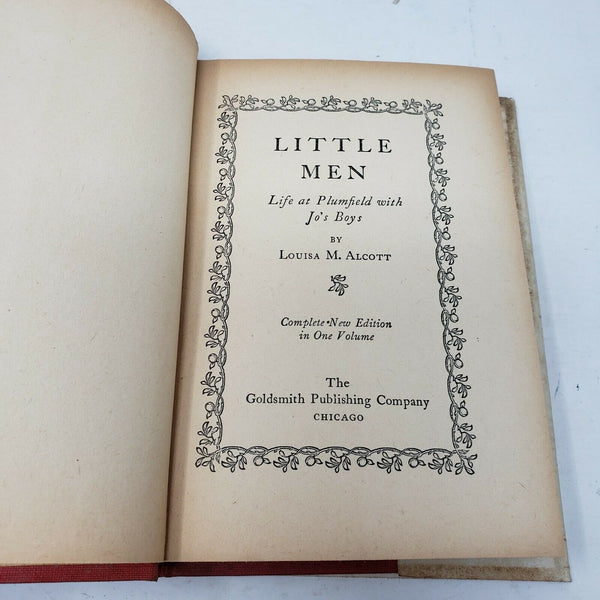 LITTLE
MEN
Life at Plumfield with
Jo's Boys
BY
LOUISA M. ALCOTT
Complete•New Edition
in One Volume
The
Goldsmith Publishing Company
CHICAGO